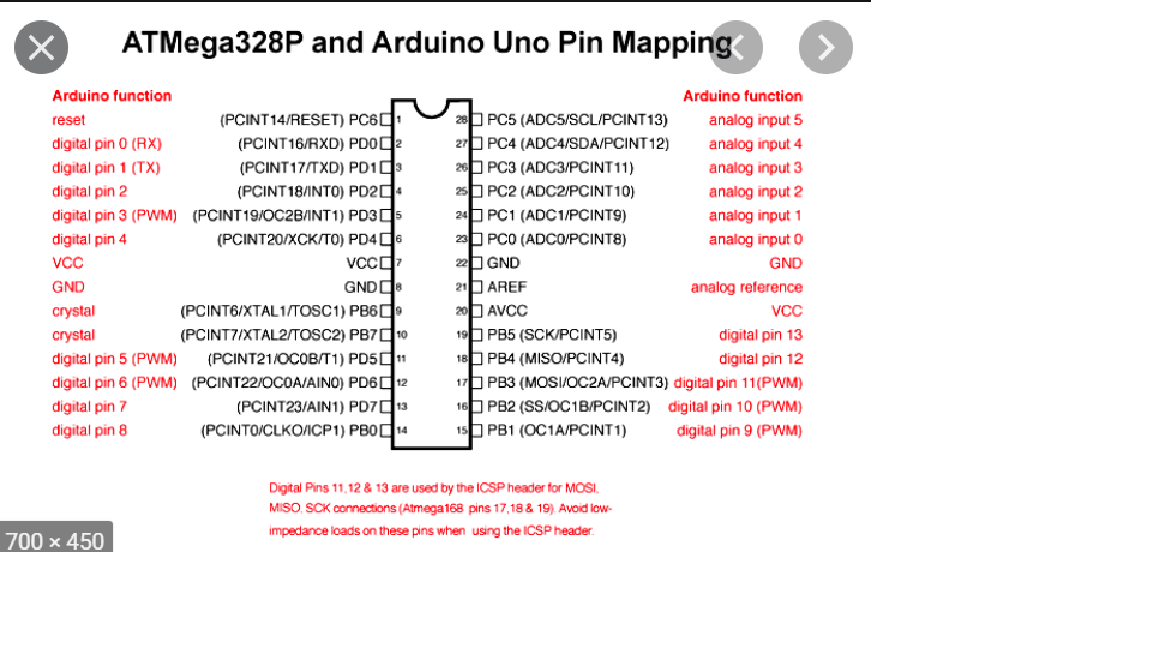 ATMega328P and Arduino Uno Pin Mapping
Arduino function Arduino function
reset (PCINT14/RESET) PC6 1 28 PC5 (ADC5/SCL/PCINT13) analog input 5
digital pin 0 (RX) (PCINT16/RXD) PD0 2 27 PC4 (ADC4/SDA/PCINT12) analog input 4
digital pin 1 (TX) (PCINT17/TXD) PD1 3 26 PC3 (ADC3/PCINT11) analog input 3
digital pin 2 (PCINT18/INT0) PD2 4 25 PC2 (ADC2/PCINT10) analog input 2
digital pin 3 (PWM) (PCINT19/OC2B/INT1) PD3 5 24 PC1 (ADC1/PCINT9) analog input 1
digital pin 4 (PCINT20/XCK/T0) PD4 6 23 PC0 (ADC0/PCINT8) analog input 0
VCC VCC 7 22 GND GND
GND GND 8 21 AREF analog reference
crystal (PCINT6/XTAL1/TOSC1) PB6 9 20 AVCC VCC
crystal (PCINT7/XTAL2/TOSC2) PB7 10 19 PB5 (SCK/PCINT5) digital pin 13
digital pin 5 (PWM) (PCINT21/OC0B/T1) PD5 11 18 PB4 (MISO/PCINT4) digital pin 12
digital pin 6 (PWM) (PCINT22/OC0A/AIN0) PD6 12 17 PB3 (MOSI/OC2A/PCINT3) digital pin 11(PWM)
digital pin 7 (PCINT23/AIN1) PD7 13 16 PB2 (SS/OC1B/PCINT2) digital pin 10 (PWM)
digital pin 8 (PCINT0/CLKO/ICP1) PB0 14 15 PB1 (OC1A/PCINT1) digital pin 9 (PWM)
Digital Pins 11,12 & 13 are used by the ICSP header for MOSI,
MISO, SCK connections (Atmega168 pins 17,18 & 19). Avoid low-
impedance loads on these pins when using the ICSP header.
700 × 450